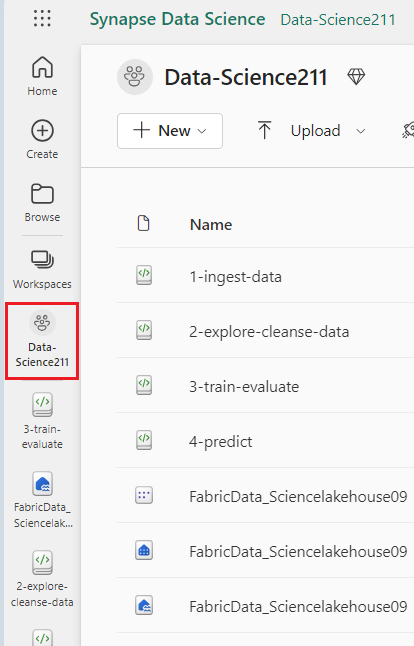 Synapse Data Science Data-Science211
Home
Create
Browse
Workspaces
Data-
Science211
3-train-
evaluate
FabricData_
Sciencelak...
2-explore-
cleanse-data
Data-Science211
New
Upload
Name
1-ingest-data
2-explore-cleanse-data
3-train-evaluate
4-predict
FabricData_Sciencelakehouse09
FabricData_Sciencelakehouse09
FabricData_Sciencelakehouse09